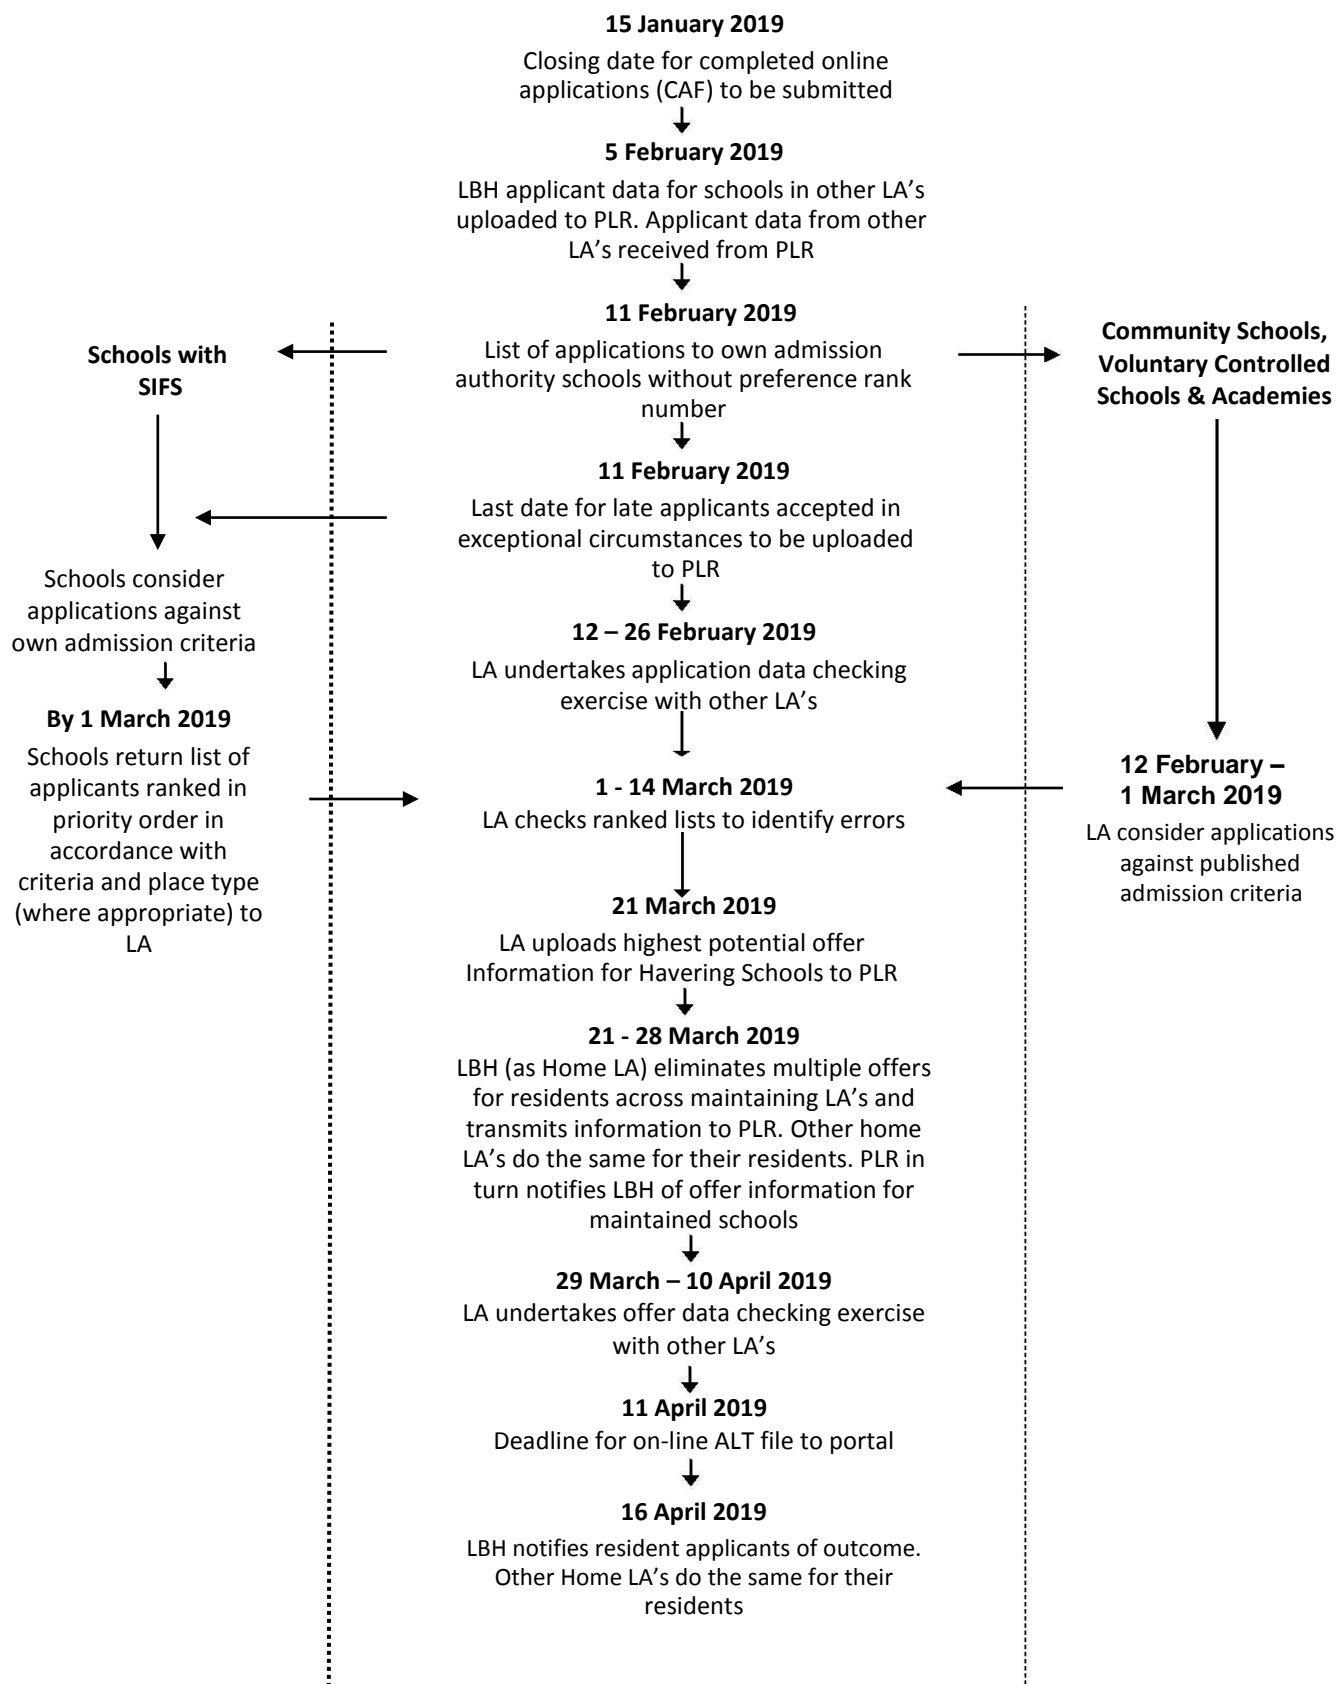 15 January 2019
Closing date for completed online
applications (CAF) to be submitted
5 February 2019
LBH applicant data for schools in other LA’s
uploaded to PLR. Applicant data from other
LA’s received from PLR
11 February 2019
List of applications to own admission
authority schools without preference rank
number
Schools with
SIFS
Community Schools,
Voluntary Controlled
Schools & Academies
11 February 2019
Last date for late applicants accepted in
exceptional circumstances to be uploaded
to PLR
Schools consider
applications against
own admission criteria
12 – 26 February 2019
LA undertakes application data checking
exercise with other LA’s
By 1 March 2019
Schools return list of
applicants ranked in
priority order in
accordance with
criteria and place type
(where appropriate) to
LA
1 - 14 March 2019
LA checks ranked lists to identify errors
12 February –
1 March 2019
LA consider applications
against published
admission criteria
21 March 2019
LA uploads highest potential offer
Information for Havering Schools to PLR
21 - 28 March 2019
LBH (as Home LA) eliminates multiple offers
for residents across maintaining LA’s and
transmits information to PLR. Other home
LA’s do the same for their residents. PLR in
turn notifies LBH of offer information for
maintained schools
29 March – 10 April 2019
LA undertakes offer data checking exercise
with other LA’s
11 April 2019
Deadline for on-line ALT file to portal
16 April 2019
LBH notifies resident applicants of outcome.
Other Home LA’s do the same for their
residents